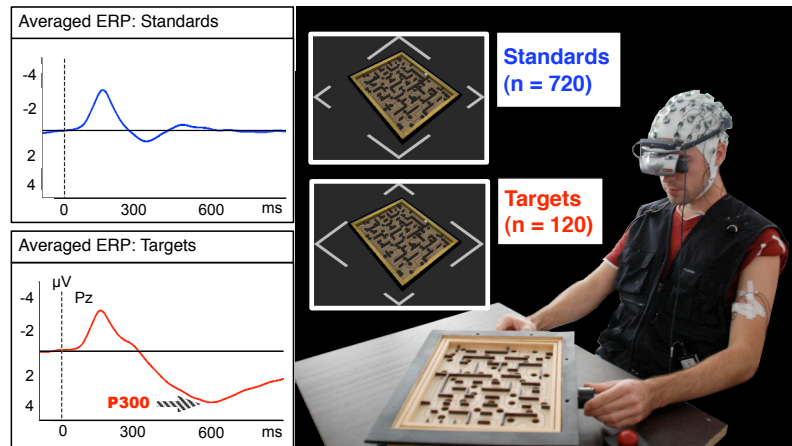 Averaged ERP: Standards
-4
-2
2
4
0 300 600 ms
Averaged ERP: Targets
µV
Pz
-4
-2
2
4
P300
0 300 600 ms
Standards
(n = 720)
Targets
(n = 120)